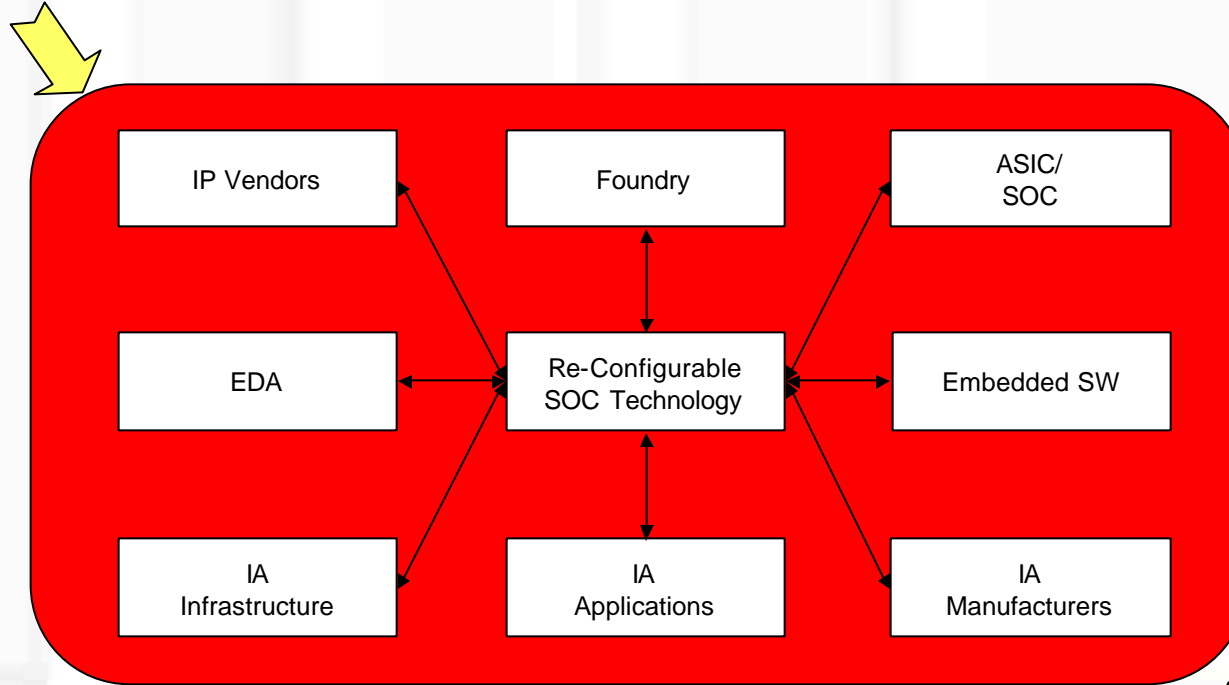 IP Vendors
Foundry
ASIC/
SOC
EDA
Re-Configurable
SOC Technology
Embedded SW
IA
Infrastructure
IA
Applications
IA
Manufacturers